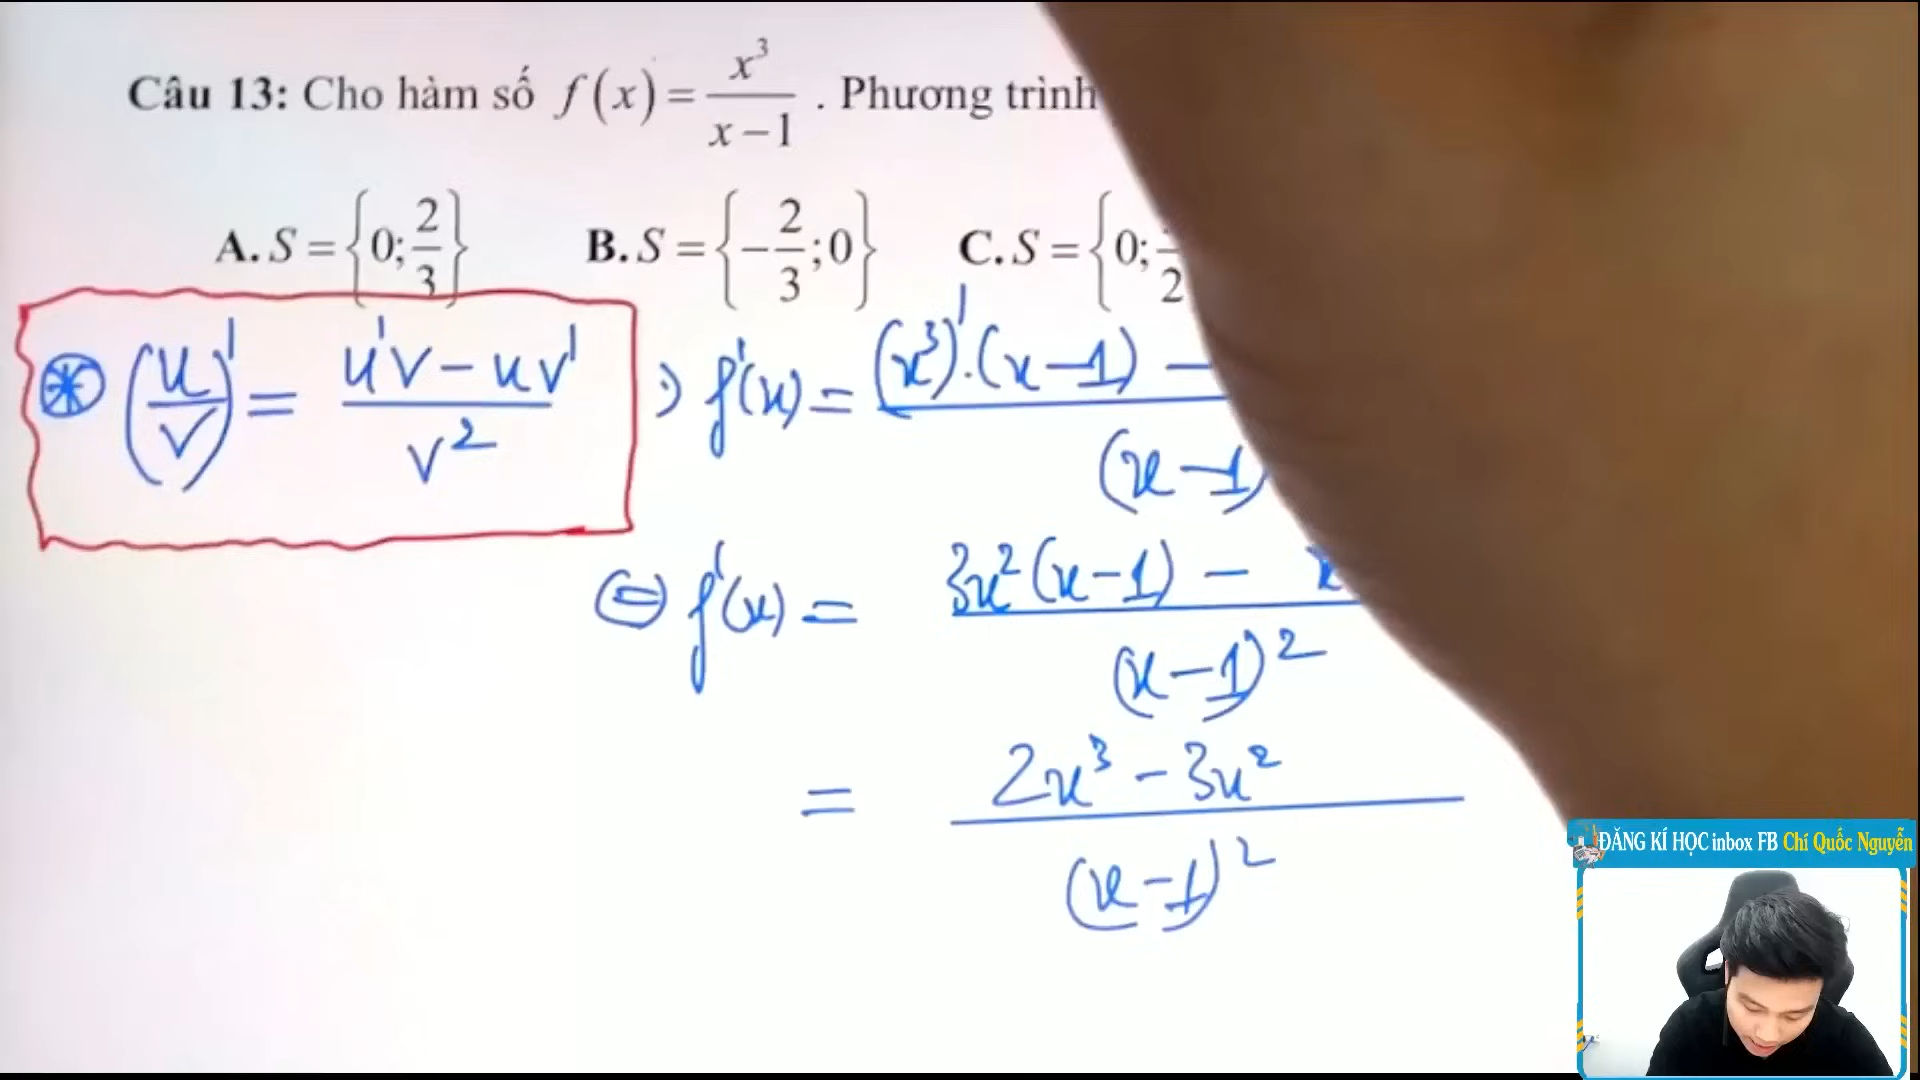 Câu 13: Cho hàm số f(x) = x³/(x−1) . Phương trình
A. S = {0; 2/3} B. S = {−2/3; 0} C. S = {0; /2
(u/v)' = (u'v − uv')/v²
f'(x) = (x³)'.(x−1) − / (x−1)
⇔ f'(x) = 3x²(x−1) − x / (x−1)²
= (2x³ − 3x²)/(x−1)²
ĐĂNG KÍ HỌC inbox FB Chí Quốc Nguyễn